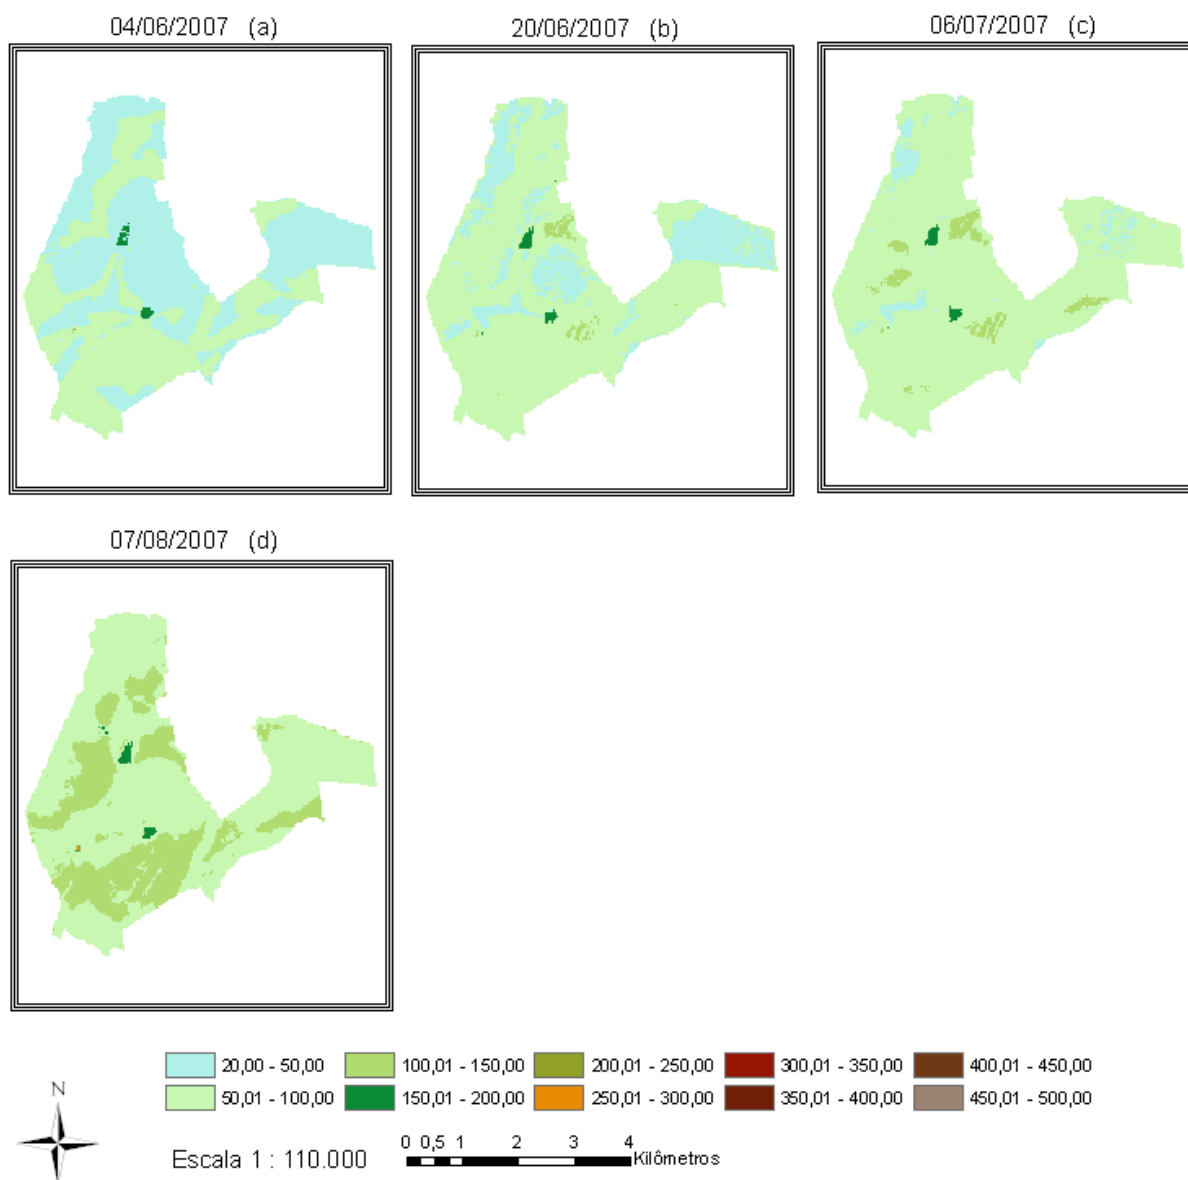 04/06/2007 (a)
20/06/2007 (b)
06/07/2007 (c)
07/08/2007 (d)
20,00 - 50,00 100,01 - 150,00 200,01 - 250,00 300,01 - 350,00 400,01 - 450,00
50,01 - 100,00 150,01 - 200,00 250,01 - 300,00 350,01 - 400,00 450,01 - 500,00
N
0 0,5 1 2 3 4
Escala 1 : 110.000 Kilômetros